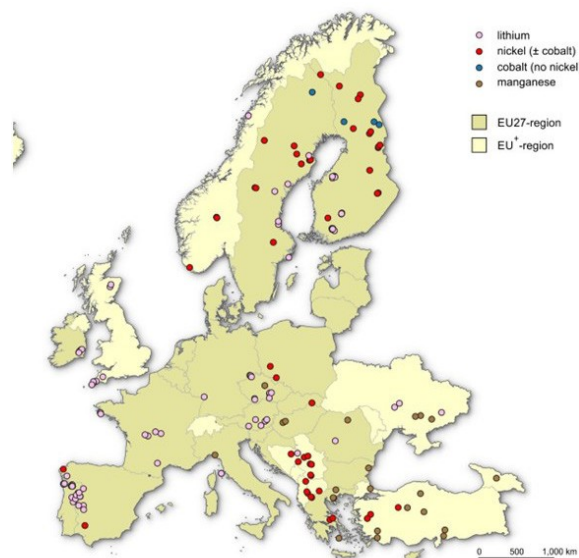 lithium
nickel (± cobalt)
cobalt (no nickel
manganese
EU27-region
EU⁺-region
0 500 1,000 km